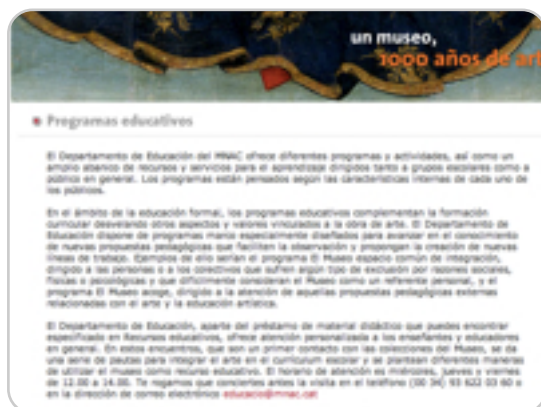 un museo,
1000 años de art
Programas educativos
El Departamento de Educación del MNAC ofrece diferentes programas y actividades, así como un
amplio abanico de recursos y servicios para el aprendizaje dirigidos tanto a grupos escolares como a
público en general. Los programas están pensados según las características internas de cada uno de
los públicos.
En el ámbito de la educación formal, los programas educativos complementan la formación
curricular desvelando otros aspectos y valores vinculados a la obra de arte. El Departamento de
Educación dispone de programas marco especialmente diseñados para avanzar en el conocimiento
de nuevas propuestas pedagógicas que faciliten la observación y propongan la creación de nuevas
líneas de trabajo. Ejemplos de ello serían el programa El Museo espacio común de integración,
dirigido a las personas o a los colectivos que sufren algún tipo de exclusión por razones sociales,
físicas o psicológicas y que difícilmente consideran el Museo como un referente personal, y el
programa El Museo acoge, dirigido a la atención de aquellas propuestas pedagógicas externas
relacionadas con el arte y la educación artística.
El Departamento de Educación, aparte del préstamo de material didáctico que puedes encontrar
especificado en Recursos educativos, ofrece atención personalizada a los enseñantes y educadores
en general. En estos encuentros, que son un primer contacto con las colecciones del Museo, se da
una serie de pautas para integrar el arte en el currículum escolar y se plantean diferentes maneras
de utilizar el museo como recurso educativo. El horario de atención es miércoles, jueves y viernes
de 12.00 a 14.00. Te rogamos que conciertes antes la visita en el teléfono (00 34) 93 622 03 60 o
en la dirección de correo electrónico educacio@mnac.cat